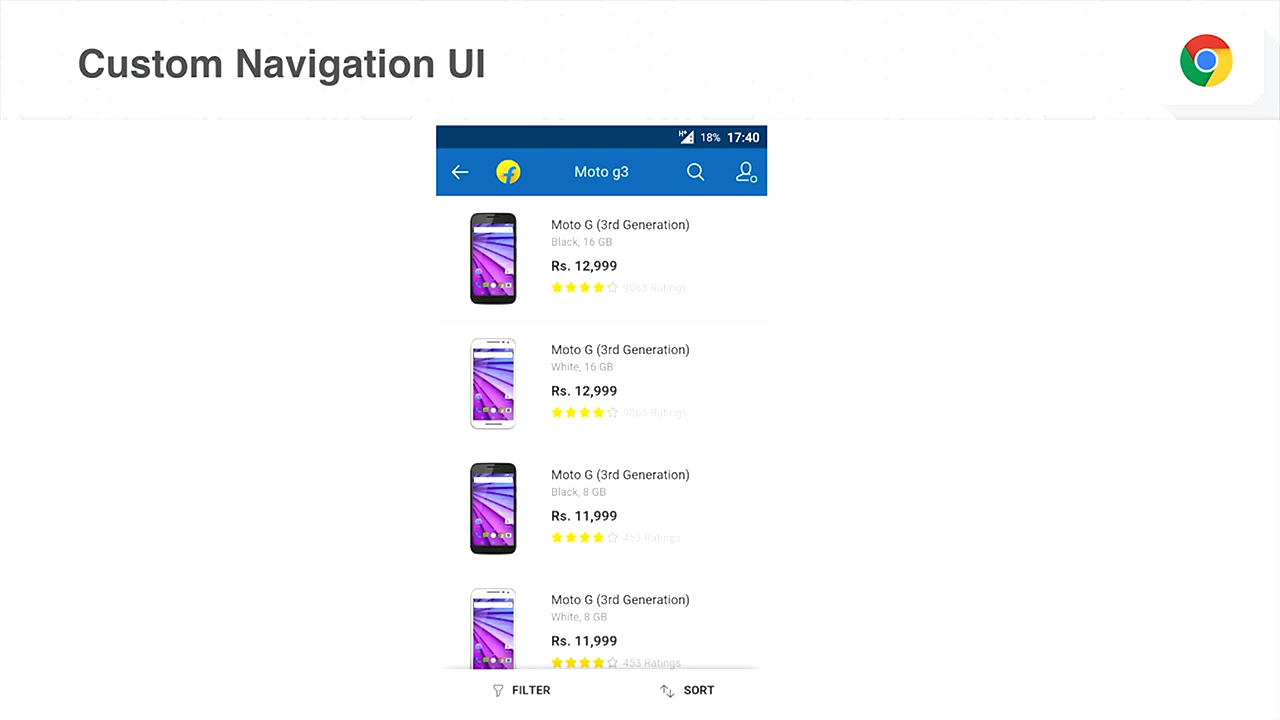 Custom Navigation UI
H+ 18% 17:40
Moto g3
Moto G (3rd Generation)
Black, 16 GB
Rs. 12,999
9065 Ratings
Moto G (3rd Generation)
White, 16 GB
Rs. 12,999
9065 Ratings
Moto G (3rd Generation)
Black, 8 GB
Rs. 11,999
453 Ratings
Moto G (3rd Generation)
White, 8 GB
Rs. 11,999
453 Ratings
FILTER SORT